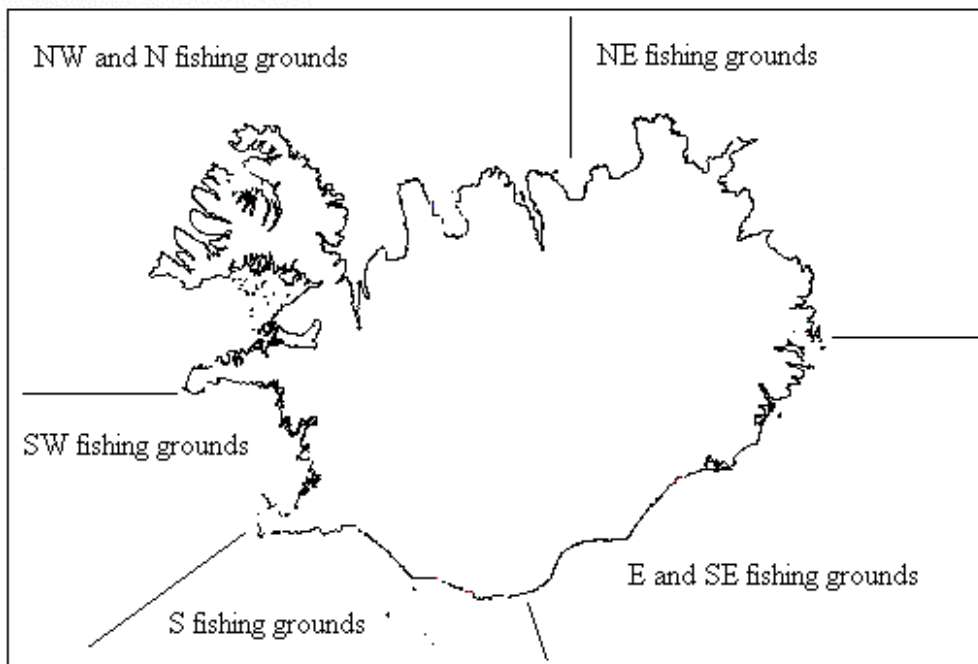 NW and N fishing grounds
NE fishing grounds
SW fishing grounds
E and SE fishing grounds
S fishing grounds